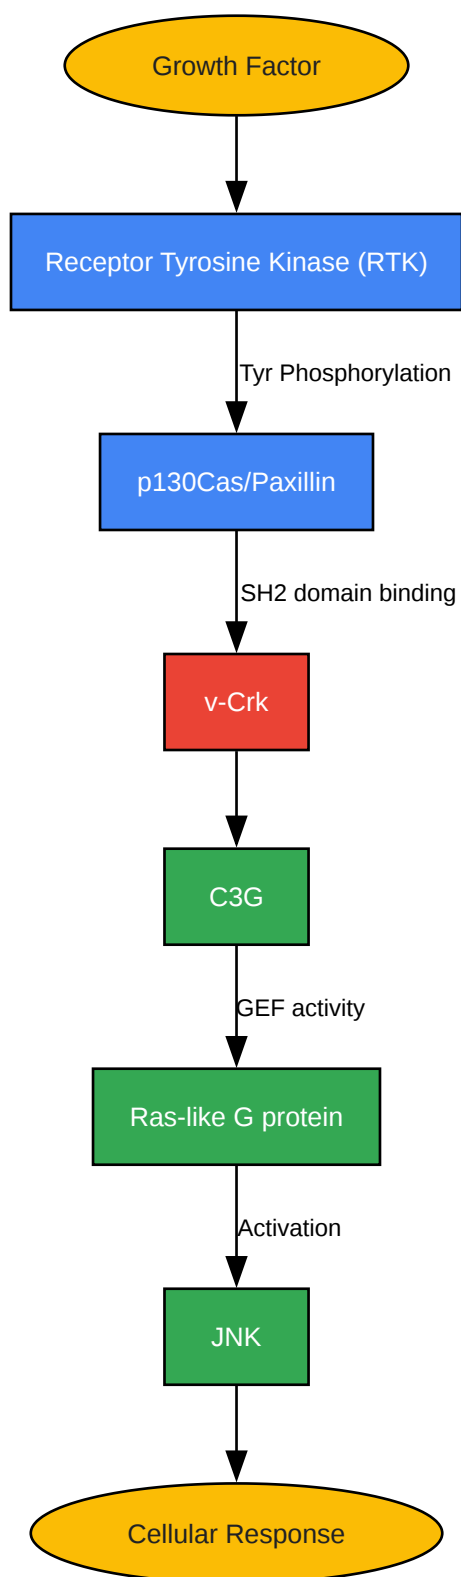 Growth Factor
Receptor Tyrosine Kinase (RTK)
Tyr Phosphorylation
p130Cas/Paxillin
SH2 domain binding
v-Crk
C3G
GEF activity
Ras-like G protein
Activation
JNK
Cellular Response